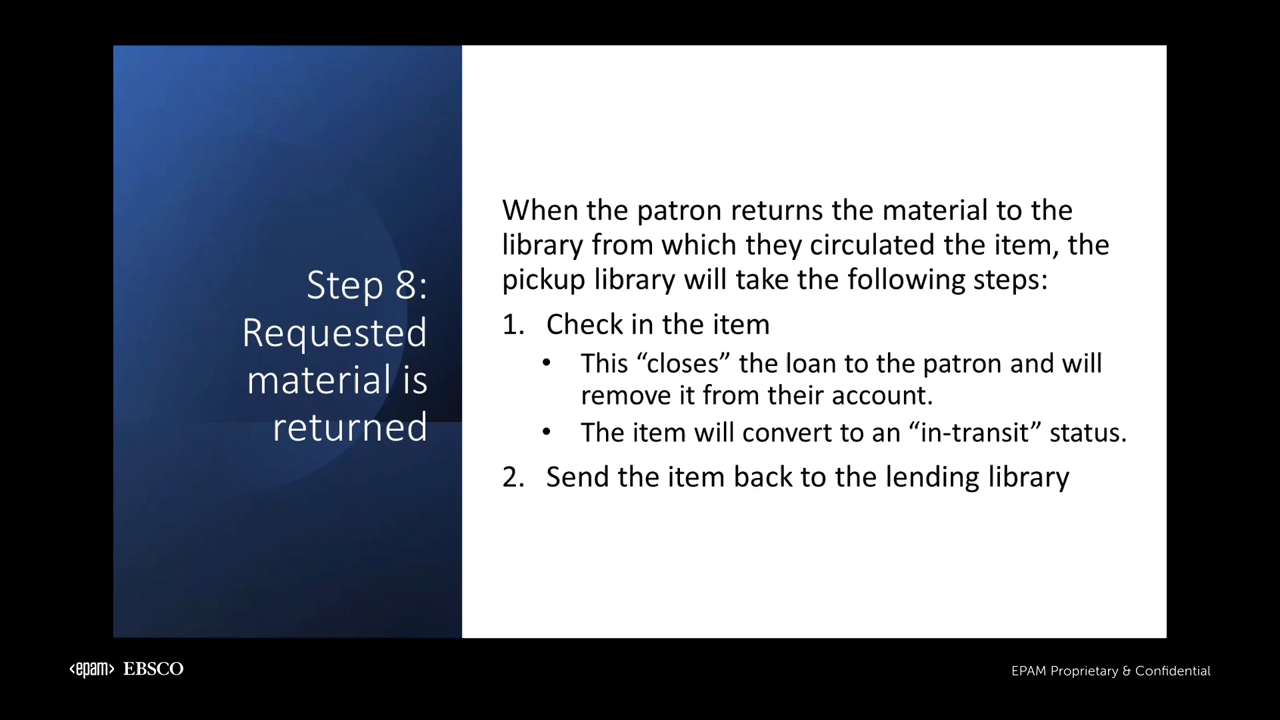 Step 8:
Requested
material is
returned
When the patron returns the material to the
library from which they circulated the item, the
pickup library will take the following steps:
1. Check in the item
• This “closes” the loan to the patron and will
remove it from their account.
• The item will convert to an “in-transit” status.
2. Send the item back to the lending library
<epam> EBSCO
EPAM Proprietary & Confidential